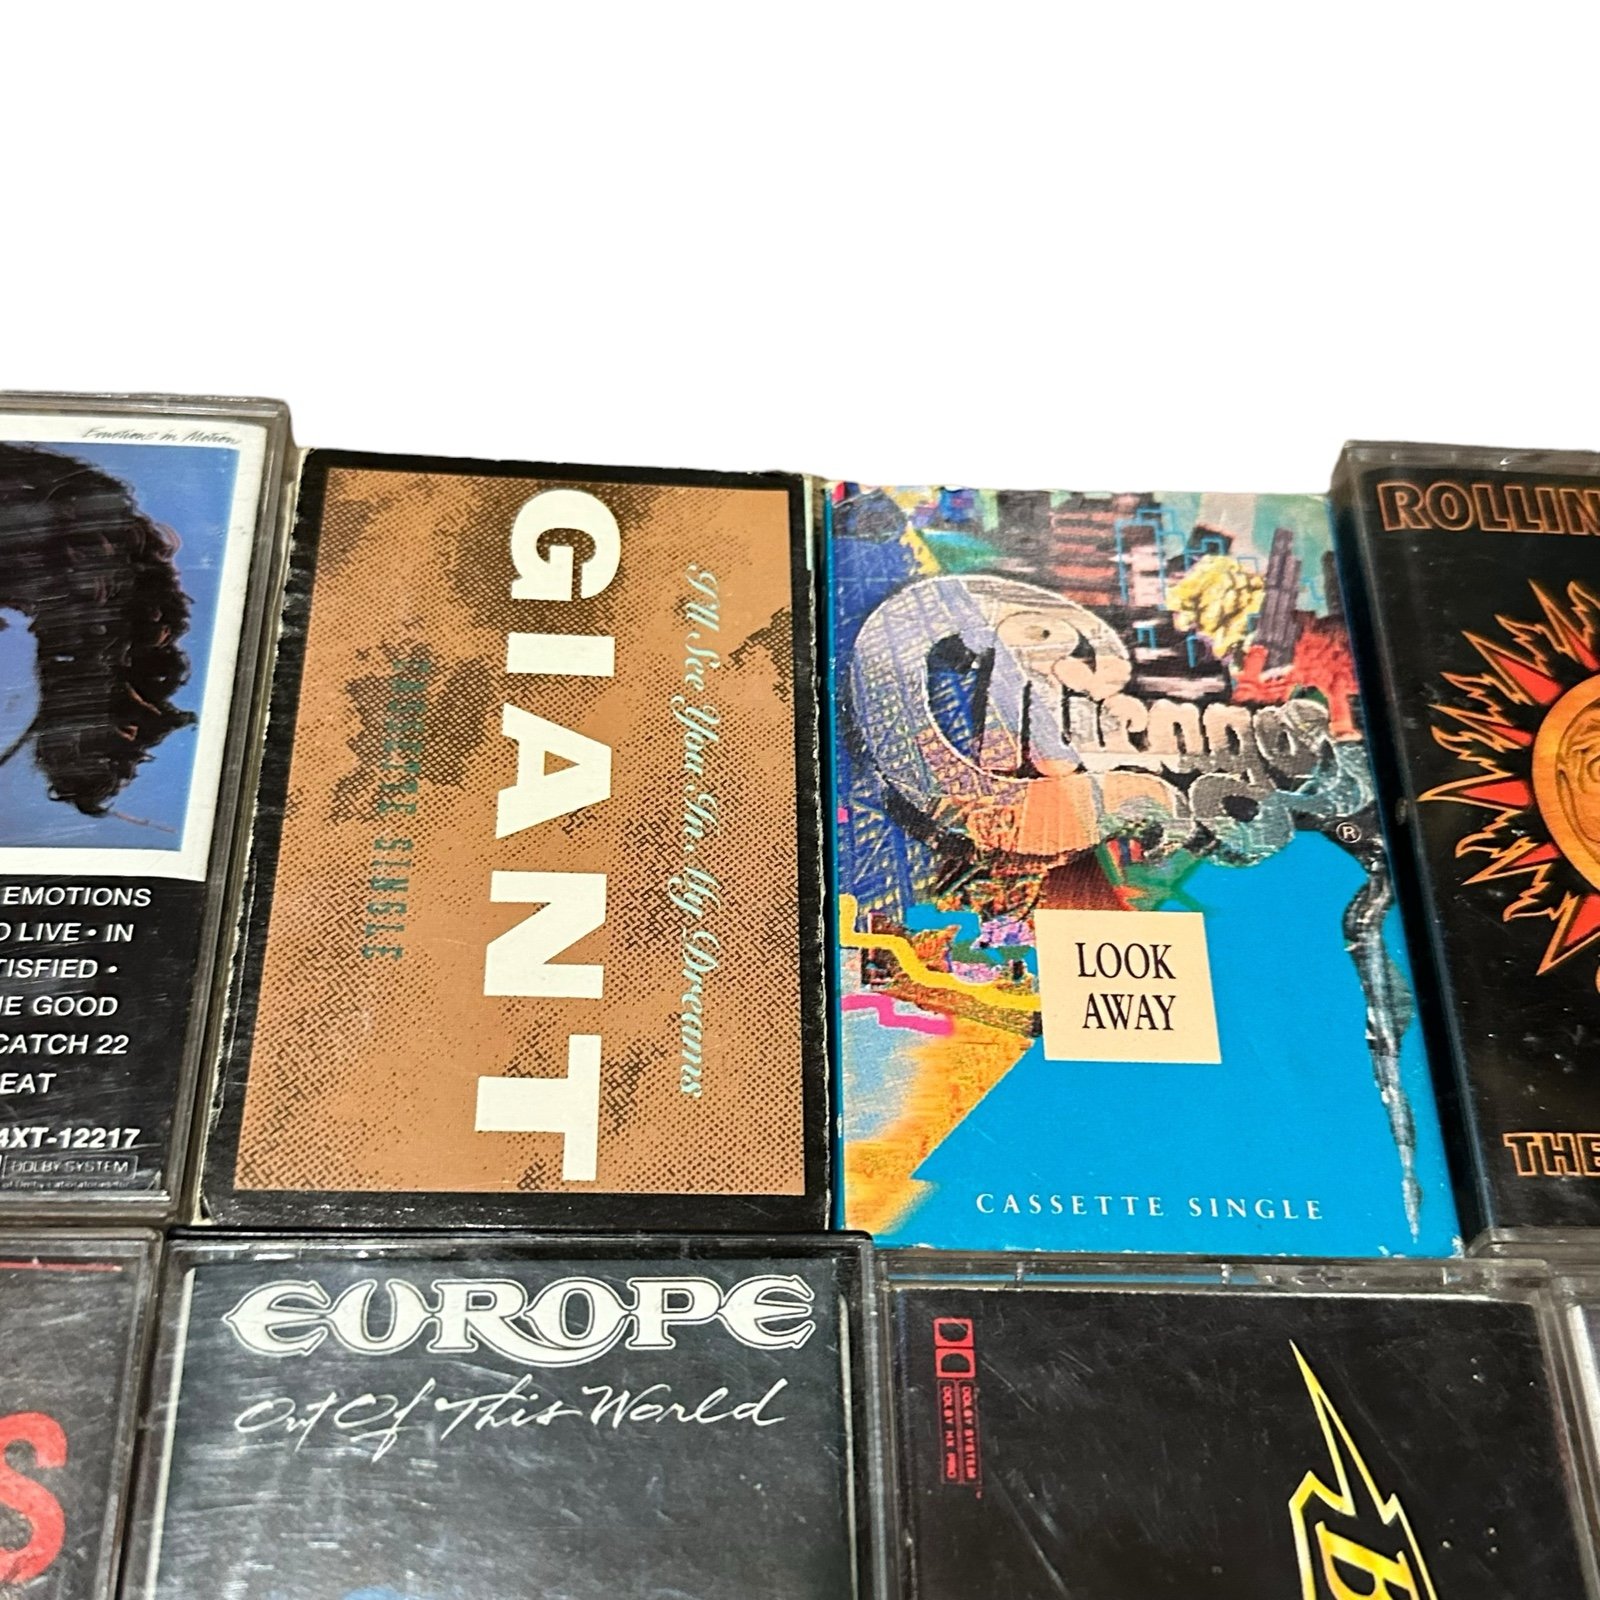 Emotions in Motion
EMOTIONS
O LIVE • IN
TISFIED •
GOOD
CATCH 22
EAT
4XT-12217
DOLBY SYSTEM
GIANT
I'll See You In My Dreams
CASSETTE SINGLE
Chicago
®
LOOK
AWAY
CASSETTE SINGLE
ROLLIN
THE
S
EUROPE
Out Of This World
DOLBY SYSTEM
DOLBY HX PRO
B